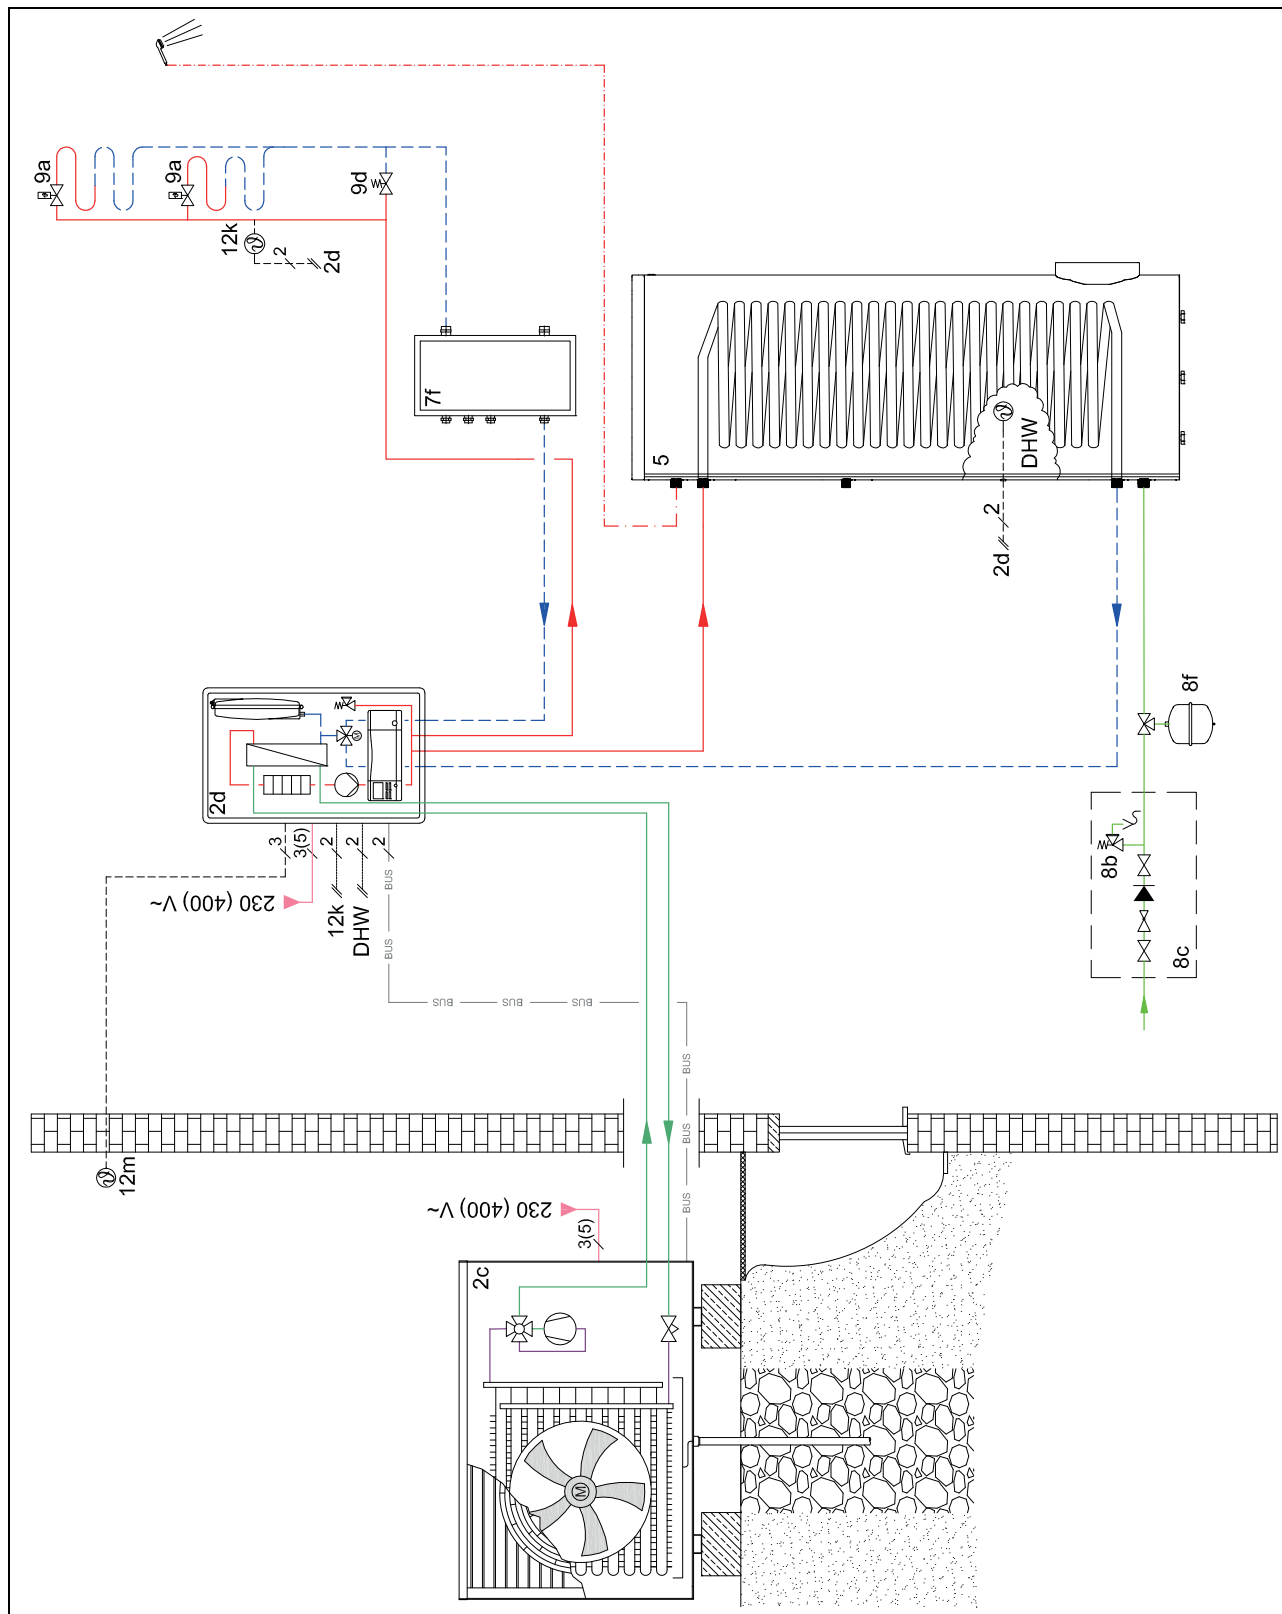 9a
9a
9d
12k
2
2d
7f
5
DHW
2
2d
8f
2d
3
3(5)
2
2
2
230 (400) V~
12k
DHW
BUS
BUS
BUS
BUS
BUS
BUS
BUS
BUS
8b
8c
12m
230 (400) V~
3(5)
2c
M
M